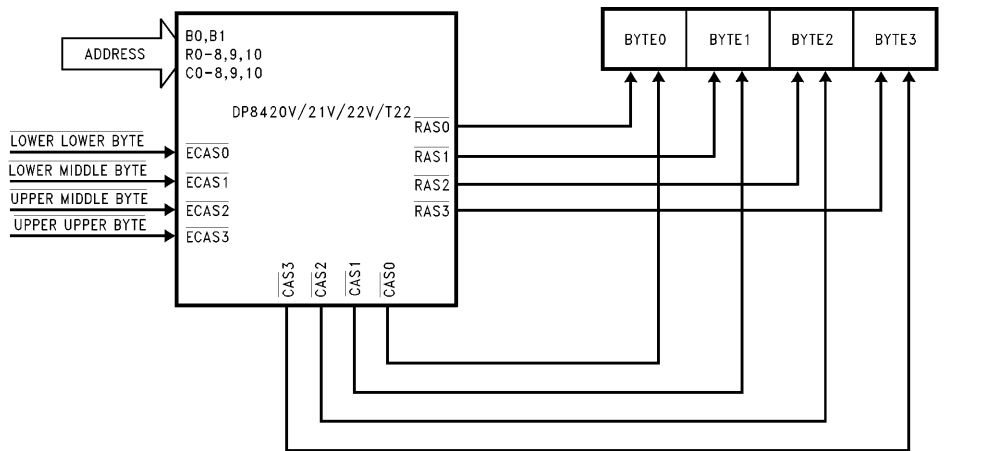 BYTE0 BYTE1 BYTE2 BYTE3
ADDRESS
B0,B1
R0-8,9,10
C0-8,9,10
DP8420V/21V/22V/T22
RAS0
RAS1
RAS2
RAS3
LOWER LOWER BYTE
LOWER MIDDLE BYTE
UPPER MIDDLE BYTE
UPPER UPPER BYTE
ECAS0
ECAS1
ECAS2
ECAS3
CAS3
CAS2
CAS1
CAS0